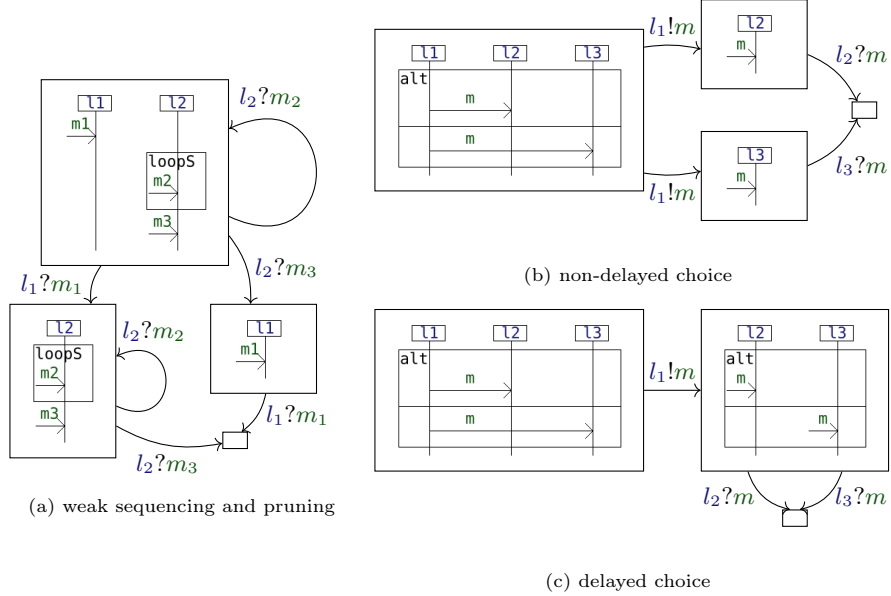 l1 l2
m1
loopS
m2
m3
l₂?m₂
l₁?m₁
l₂?m₃
l2
loopS
m2
m3
l₂?m₂
l1
m1
l₁?m₁
l₂?m₃
(a) weak sequencing and pruning
l1 l2 l3
alt
m
m
l₁!m
l₁!m
l2
m
l3
m
l₂?m
l₃?m
(b) non-delayed choice
l1 l2 l3
alt
m
m
l₁!m
l2 l3
alt
m
m
l₂?m l₃?m
(c) delayed choice